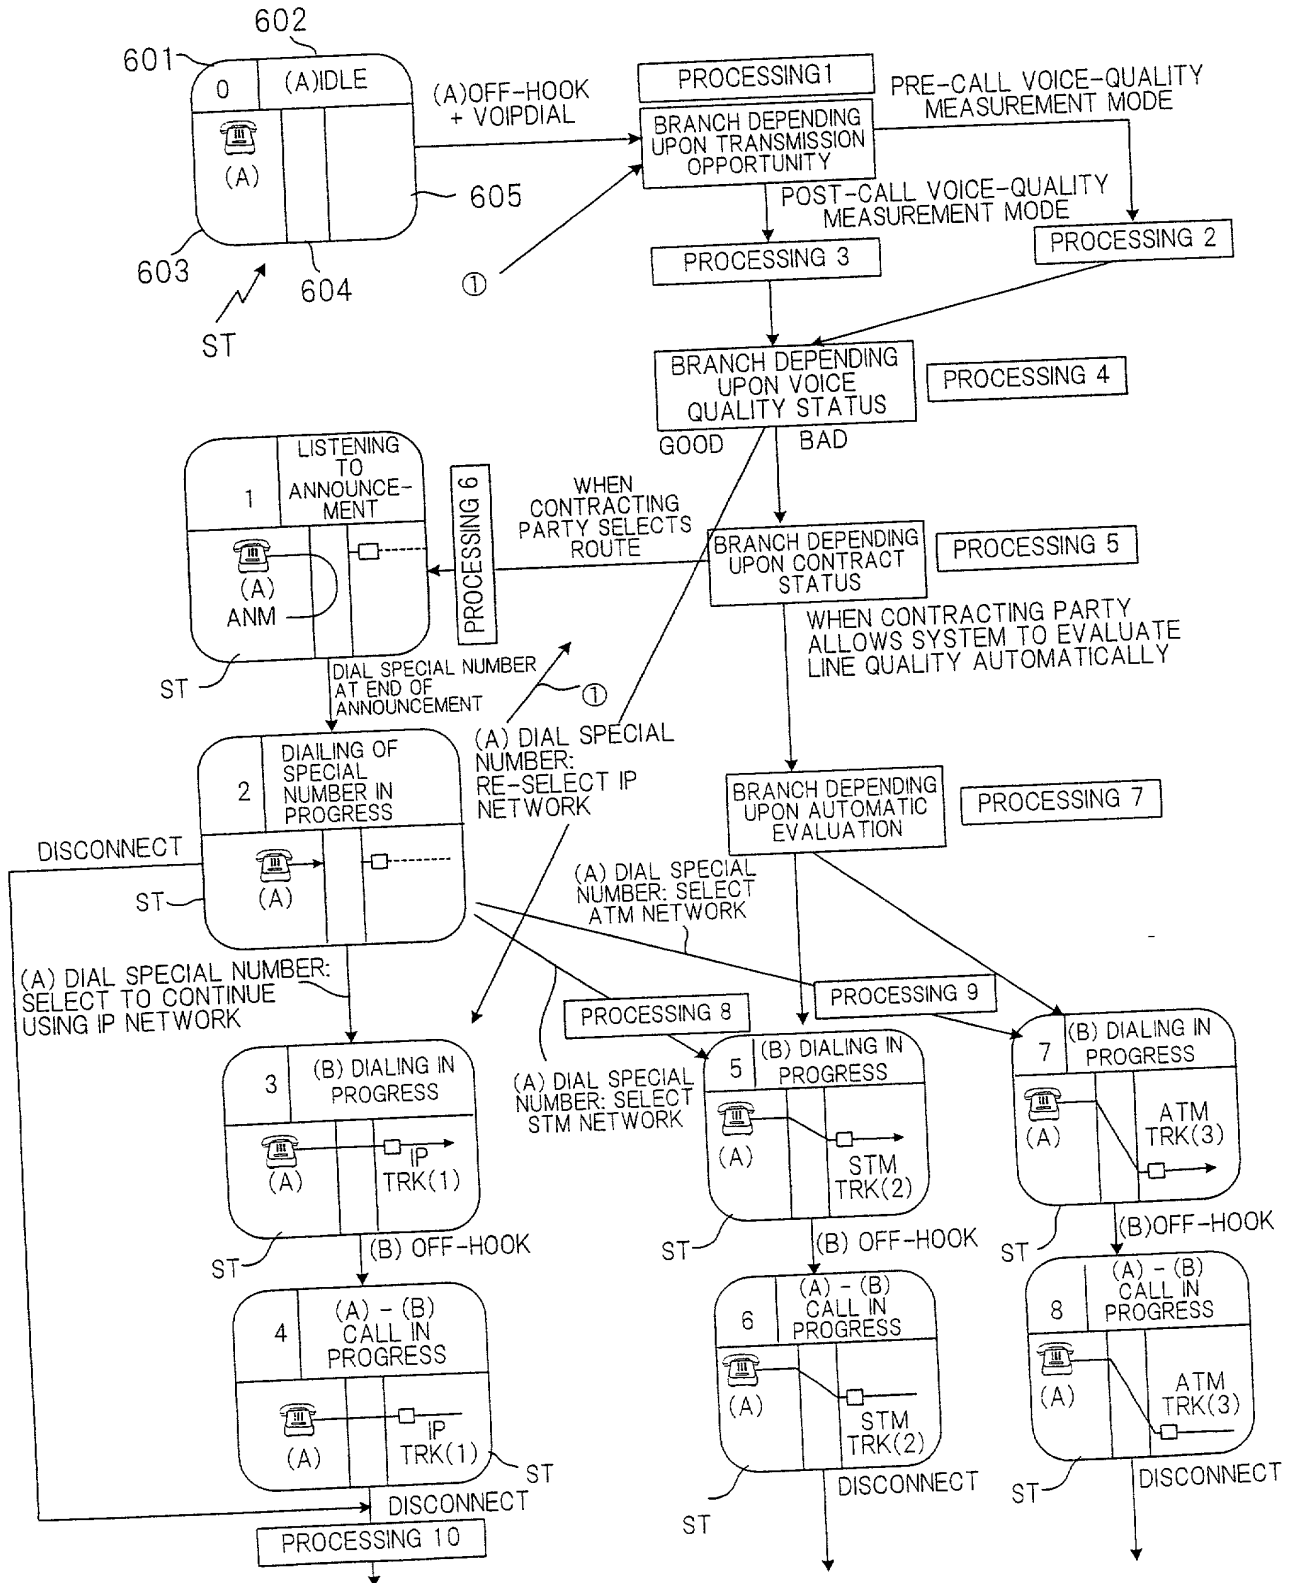 602
601
0
(A)IDLE
(A)
605
603
604
ST
(A)OFF-HOOK
+ VOIPDIAL
①
PROCESSING1
BRANCH DEPENDING
UPON TRANSMISSION
OPPORTUNITY
PRE-CALL VOICE-QUALITY
MEASUREMENT MODE
POST-CALL VOICE-QUALITY
MEASUREMENT MODE
PROCESSING 3
PROCESSING 2
BRANCH DEPENDING
UPON VOICE
QUALITY STATUS
PROCESSING 4
GOOD
BAD
1
LISTENING
TO
ANNOUNCE-
MENT
(A)
ANM
ST
PROCESSING 6
WHEN
CONTRACTING
PARTY SELECTS
ROUTE
BRANCH DEPENDING
UPON CONTRACT
STATUS
PROCESSING 5
WHEN CONTRACTING PARTY
ALLOWS SYSTEM TO EVALUATE
LINE QUALITY AUTOMATICALLY
DIAL SPECIAL NUMBER
AT END OF
ANNOUNCEMENT
①
(A) DIAL SPECIAL
NUMBER:
RE-SELECT IP
NETWORK
2
DIAILING OF
SPECIAL
NUMBER IN
PROGRESS
(A)
ST
DISCONNECT
BRANCH DEPENDING
UPON AUTOMATIC
EVALUATION
PROCESSING 7
(A) DIAL SPECIAL
NUMBER: SELECT
ATM NETWORK
(A) DIAL SPECIAL NUMBER:
SELECT TO CONTINUE
USING IP NETWORK
PROCESSING 8
PROCESSING 9
(A) DIAL SPECIAL
NUMBER: SELECT
STM NETWORK
3
(B) DIALING IN
PROGRESS
(A)
IP
TRK(1)
ST
(B) OFF-HOOK
5
(B) DIALING IN
PROGRESS
(A)
STM
TRK(2)
ST
(B) OFF-HOOK
7
(B) DIALING IN
PROGRESS
(A)
ATM
TRK(3)
ST
(B)OFF-HOOK
4
(A) - (B)
CALL IN
PROGRESS
(A)
IP
TRK(1)
ST
DISCONNECT
PROCESSING 10
6
(A) - (B)
CALL IN
PROGRESS
(A)
STM
TRK(2)
ST
DISCONNECT
8
(A) - (B)
CALL IN
PROGRESS
(A)
ATM
TRK(3)
ST
DISCONNECT